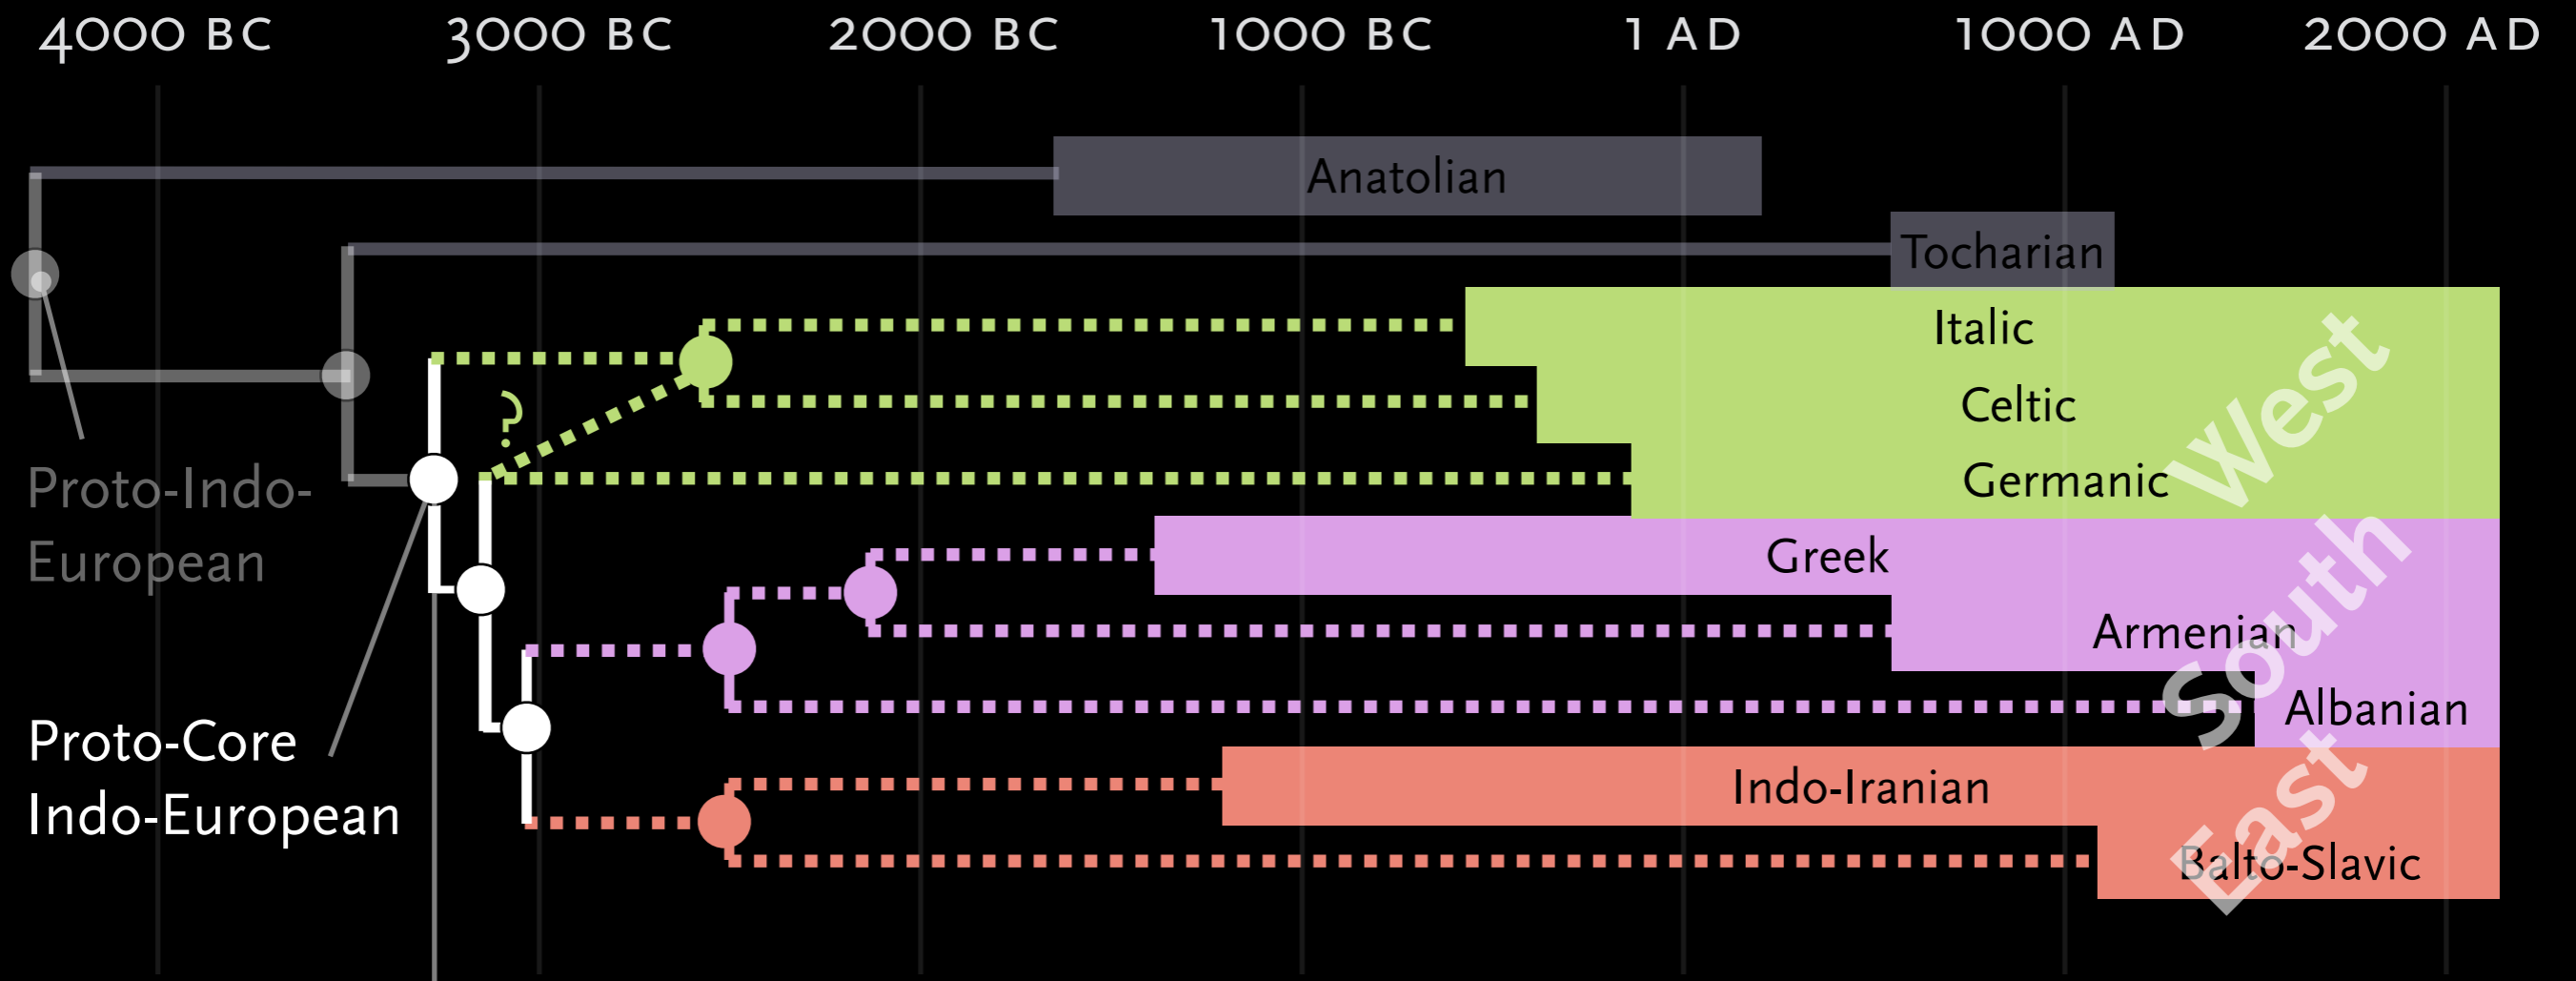 4000 BC 3000 BC 2000 BC 1000 BC 1 AD 1000 AD 2000 AD
Anatolian
Tocharian
Italic
Celtic
Germanic
West
?
Proto-Indo-
European
Greek
Armenian
Albanian
South
Proto-Core
Indo-European
Indo-Iranian
Balto-Slavic
East